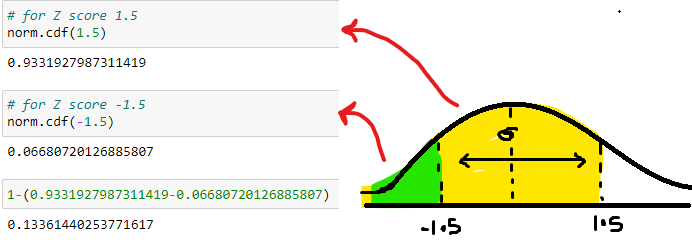 # for Z score 1.5
norm.cdf(1.5)
0.9331927987311419
# for Z score -1.5
norm.cdf(-1.5)
0.06680720126885807
1-(0.9331927987311419-0.06680720126885807)
0.13361440253771617
σ
-1.5
1.5